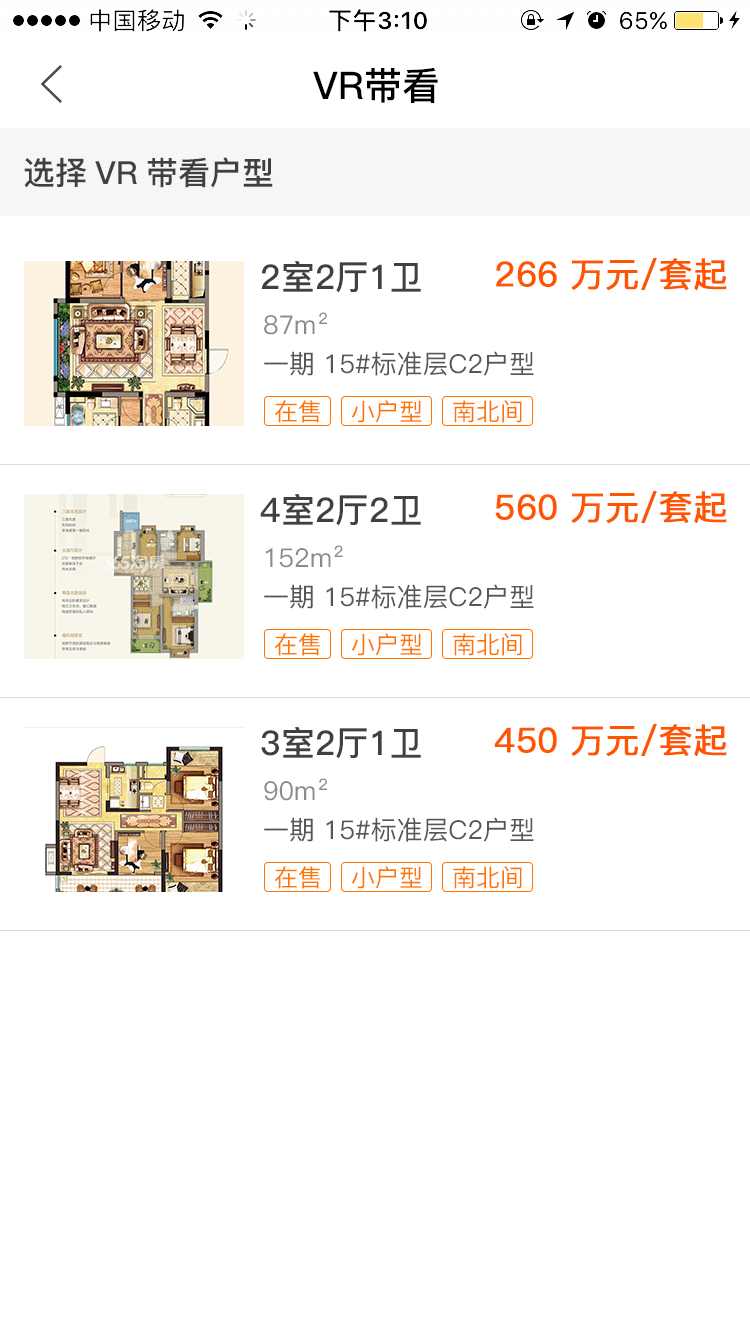 中国移动 下午3:10 65%
VR带看
选择 VR 带看户型
2室2厅1卫 266 万元/套起
87m²
一期 15#标准层C2户型
在售 小户型 南北间
4室2厅2卫 560 万元/套起
152m²
一期 15#标准层C2户型
在售 小户型 南北间
3室2厅1卫 450 万元/套起
90m²
一期 15#标准层C2户型
在售 小户型 南北间